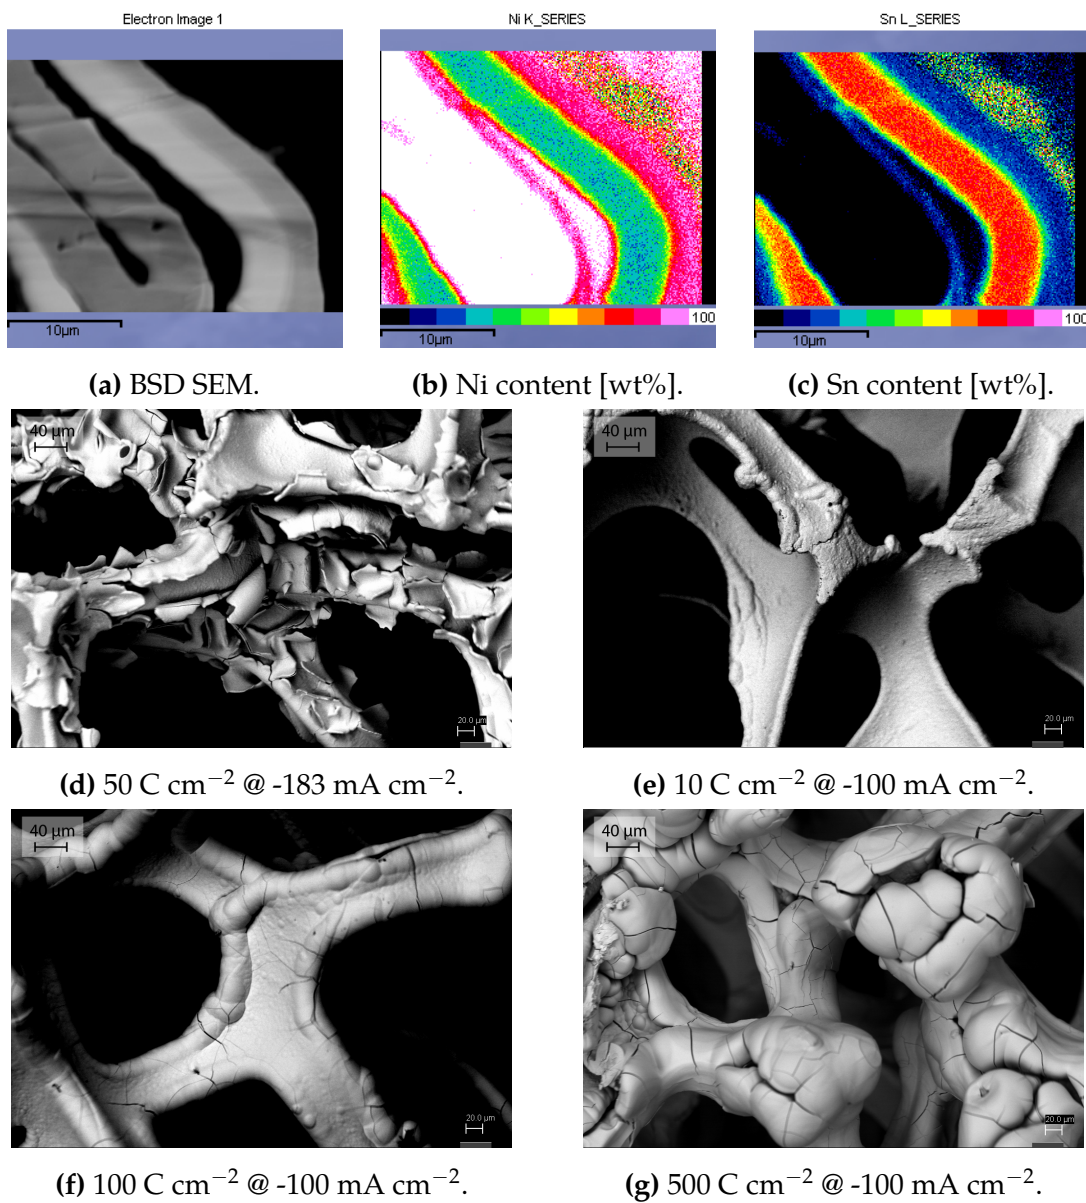 Electron Image 1
Ni K_SERIES
Sn L_SERIES
10µm
100
10µm
100
10µm
(a) BSD SEM.
(b) Ni content [wt%].
(c) Sn content [wt%].
40 µm
20.0 µm
40 µm
20.0 µm
(d) 50 C cm−2 @ -183 mA cm−2.
(e) 10 C cm−2 @ -100 mA cm−2.
40 µm
20.0 µm
40 µm
20.0 µm
(f) 100 C cm−2 @ -100 mA cm−2.
(g) 500 C cm−2 @ -100 mA cm−2.